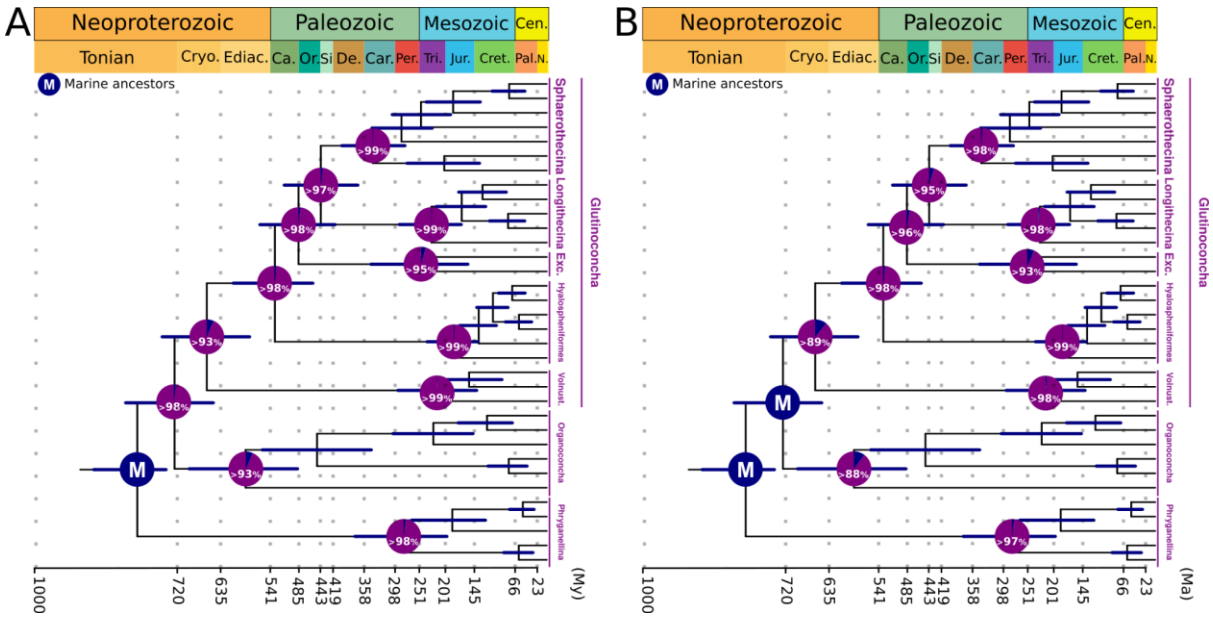 A
Neoproterozoic Paleozoic Mesozoic Cen.
Tonian Cryo. Ediac. Ca. Or. Si De. Car. Per. Tri. Jur. Cret. Pal. N.
M Marine ancestors
Sphaerothecina
>99%
>97%
Longithecina
>98% >99%
Glutinoconcha
Exc.
>95%
>98%
Hyalospheniformes
>93%
>99%
Volnust.
>99%
>98%
Organoconcha
M
>93%
Phryganellina
>98%
1000 720 635 541 485 443 419 358 298 251 201 145 66 23 (My)
B
Neoproterozoic Paleozoic Mesozoic Cen.
Tonian Cryo. Ediac. Ca. Or. Si De. Car. Per. Tri. Jur. Cret. Pal. N.
M Marine ancestors
Sphaerothecina
>98%
>95%
Longithecina
>96% >98%
Glutinoconcha
Exc.
>93%
>98%
Hyalospheniformes
>89%
>99%
Volnust.
>98%
M
Organoconcha
M
>88%
Phryganellina
>97%
1000 720 635 541 485 443 419 358 298 251 201 145 66 23 (Ma)